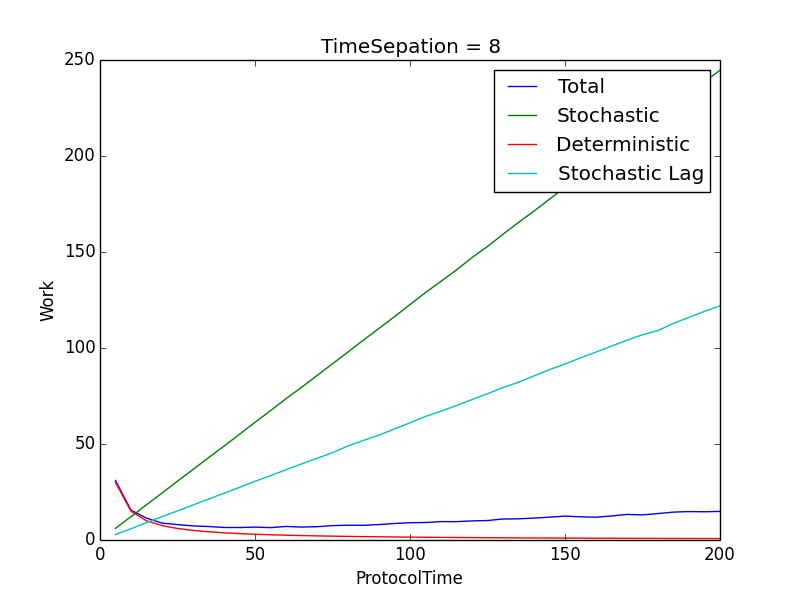 TimeSepation = 8
250
200
150
100
50
0
Work
Total
Stochastic
Deterministic
Stochastic Lag
0
50
100
150
200
ProtocolTime